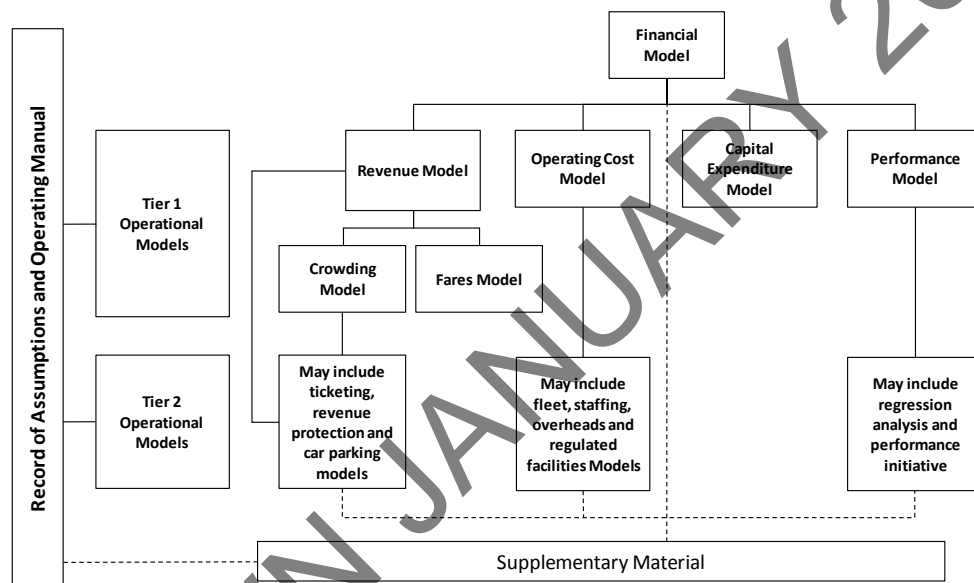 Record of Assumptions and Operating Manual
Financial
Model
Tier 1
Operational
Models
Revenue Model
Operating Cost
Model
Capital
Expenditure
Model
Performance
Model
Crowding
Model
Fares Model
Tier 2
Operational
Models
May include
ticketing,
revenue
protection and
car parking
models
May include
fleet, staffing,
overheads and
regulated
facilities Models
May include
regression
analysis and
performance
initiative
Supplementary Material
JANUARY